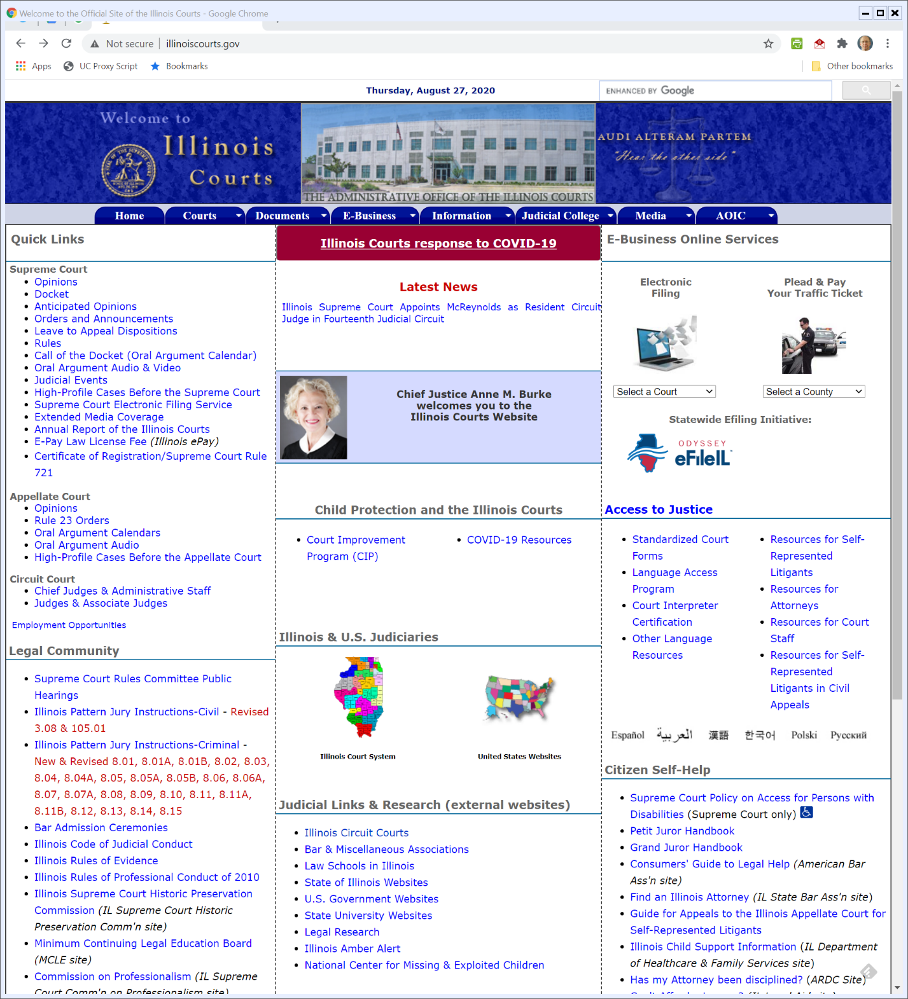 Welcome to the Official Site of the Illinois Courts - Google Chrome
Not secure | illinoiscourts.gov
Apps UC Proxy Script Bookmarks Other bookmarks
Thursday, August 27, 2020
ENHANCED BY Google
Welcome to
Illinois
Courts
THE ADMINISTRATIVE OFFICE OF THE ILLINOIS COURTS
AUDI ALTERAM PARTEM
"Hear the other side"
Home Courts Documents E-Business Information Judicial College Media AOIC
Quick Links
Supreme Court
• Opinions
• Docket
• Anticipated Opinions
• Orders and Announcements
• Leave to Appeal Dispositions
• Rules
• Call of the Docket (Oral Argument Calendar)
• Oral Argument Audio & Video
• Judicial Events
• High-Profile Cases Before the Supreme Court
• Supreme Court Electronic Filing Service
• Extended Media Coverage
• Annual Report of the Illinois Courts
• E-Pay Law License Fee (Illinois ePay)
• Certificate of Registration/Supreme Court Rule
721
Appellate Court
• Opinions
• Rule 23 Orders
• Oral Argument Calendars
• Oral Argument Audio
• High-Profile Cases Before the Appellate Court
Circuit Court
• Chief Judges & Administrative Staff
• Judges & Associate Judges
Employment Opportunities
Legal Community
• Supreme Court Rules Committee Public
Hearings
• Illinois Pattern Jury Instructions-Civil - Revised
3.08 & 105.01
• Illinois Pattern Jury Instructions-Criminal -
New & Revised 8.01, 8.01A, 8.01B, 8.02, 8.03,
8.04, 8.04A, 8.05, 8.05A, 8.05B, 8.06, 8.06A,
8.07, 8.07A, 8.08, 8.09, 8.10, 8.11, 8.11A,
8.11B, 8.12, 8.13, 8.14, 8.15
• Bar Admission Ceremonies
• Illinois Code of Judicial Conduct
• Illinois Rules of Evidence
• Illinois Rules of Professional Conduct of 2010
• Illinois Supreme Court Historic Preservation
Commission (IL Supreme Court Historic
Preservation Comm'n site)
• Minimum Continuing Legal Education Board
(MCLE site)
• Commission on Professionalism (IL Supreme
Court Comm'n on Professionalism site)
Illinois Courts response to COVID-19
Latest News
Illinois Supreme Court Appoints McReynolds as Resident Circuit
Judge in Fourteenth Judicial Circuit
Chief Justice Anne M. Burke
welcomes you to the
Illinois Courts Website
Child Protection and the Illinois Courts
• Court Improvement
Program (CIP)
• COVID-19 Resources
Illinois & U.S. Judiciaries
Illinois Court System
United States Websites
Judicial Links & Research (external websites)
• Illinois Circuit Courts
• Bar & Miscellaneous Associations
• Law Schools in Illinois
• State of Illinois Websites
• U.S. Government Websites
• State University Websites
• Legal Research
• Illinois Amber Alert
• National Center for Missing & Exploited Children
E-Business Online Services
Electronic
Filing
Select a Court
Plead & Pay
Your Traffic Ticket
Select a County
Statewide Efiling Initiative:
ODYSSEY
eFileIL™
Access to Justice
• Standardized Court
Forms
• Language Access
Program
• Court Interpreter
Certification
• Other Language
Resources
• Resources for Self-
Represented
Litigants
• Resources for
Attorneys
• Resources for Court
Staff
• Resources for Self-
Represented
Litigants in Civil
Appeals
Español العربية 漢語 한국어 Polski Русский
Citizen Self-Help
• Supreme Court Policy on Access for Persons with
Disabilities (Supreme Court only)
• Petit Juror Handbook
• Grand Juror Handbook
• Consumers' Guide to Legal Help (American Bar
Ass'n site)
• Find an Illinois Attorney (IL State Bar Ass'n site)
• Guide for Appeals to the Illinois Appellate Court for
Self-Represented Litigants
• Illinois Child Support Information (IL Department
of Healthcare & Family Services site)
• Has my Attorney been disciplined? (ARDC Site)